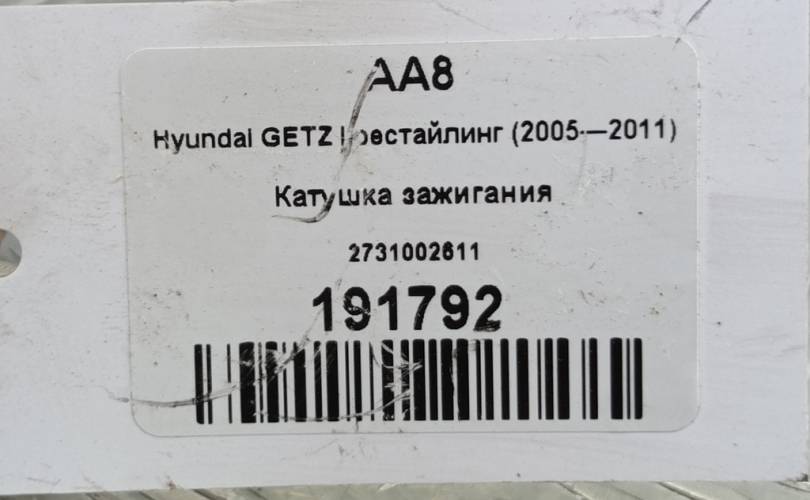 AA8
Hyundai GETZ I рестайлинг (2005-—2011)
Катушка зажигания
2731002611
191792